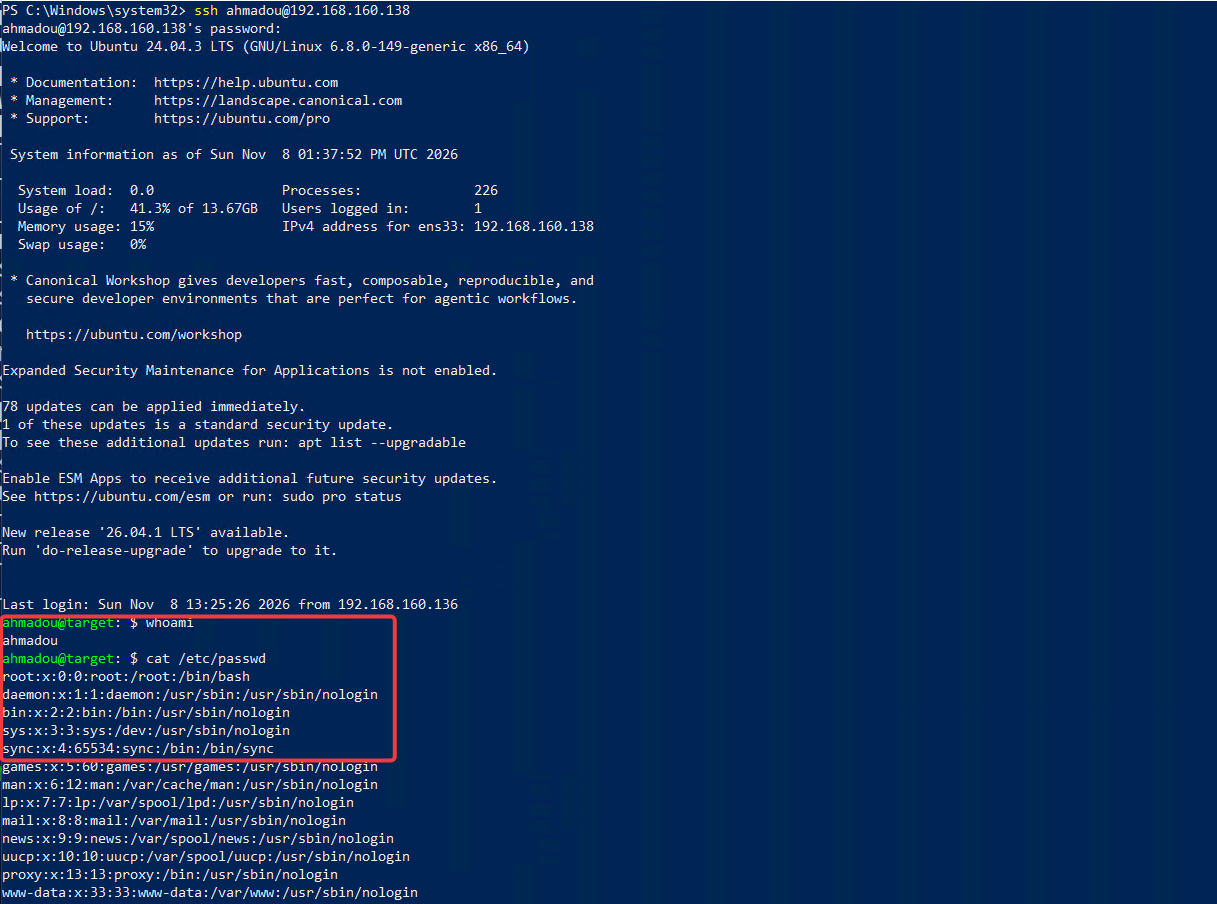 PS C:\Windows\system32> ssh ahmadou@192.168.160.138
ahmadou@192.168.160.138's password:
Welcome to Ubuntu 24.04.3 LTS (GNU/Linux 6.8.0-149-generic x86_64)
* Documentation:  https://help.ubuntu.com
* Management:     https://landscape.canonical.com
* Support:        https://ubuntu.com/pro
System information as of Sun Nov  8 01:37:52 PM UTC 2026
System load:  0.0                Processes:              226
Usage of /:   41.3% of 13.67GB   Users logged in:        1
Memory usage: 15%                IPv4 address for ens33: 192.168.160.138
Swap usage:   0%
* Canonical Workshop gives developers fast, composable, reproducible, and
secure developer environments that are perfect for agentic workflows.
https://ubuntu.com/workshop
Expanded Security Maintenance for Applications is not enabled.
78 updates can be applied immediately.
1 of these updates is a standard security update.
To see these additional updates run: apt list --upgradable
Enable ESM Apps to receive additional future security updates.
See https://ubuntu.com/esm or run: sudo pro status
New release '26.04.1 LTS' available.
Run 'do-release-upgrade' to upgrade to it.
Last login: Sun Nov  8 13:25:26 2026 from 192.168.160.136
ahmadou@target: $ whoami
ahmadou
ahmadou@target: $ cat /etc/passwd
root:x:0:0:root:/root:/bin/bash
daemon:x:1:1:daemon:/usr/sbin:/usr/sbin/nologin
bin:x:2:2:bin:/bin:/usr/sbin/nologin
sys:x:3:3:sys:/dev:/usr/sbin/nologin
sync:x:4:65534:sync:/bin:/bin/sync
games:x:5:60:games:/usr/games:/usr/sbin/nologin
man:x:6:12:man:/var/cache/man:/usr/sbin/nologin
lp:x:7:7:lp:/var/spool/lpd:/usr/sbin/nologin
mail:x:8:8:mail:/var/mail:/usr/sbin/nologin
news:x:9:9:news:/var/spool/news:/usr/sbin/nologin
uucp:x:10:10:uucp:/var/spool/uucp:/usr/sbin/nologin
proxy:x:13:13:proxy:/bin:/usr/sbin/nologin
www-data:x:33:33:www-data:/var/www:/usr/sbin/nologin